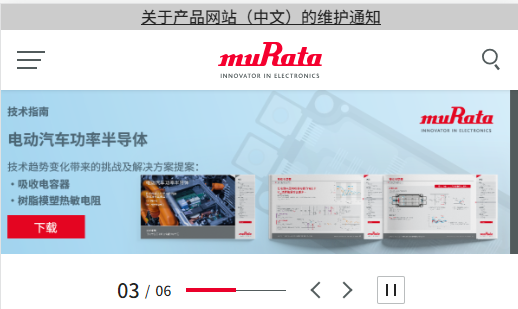 关于产品网站（中文）的维护通知
muRata
INNOVATOR IN ELECTRONICS
技术指南
电动汽车功率半导体
技术趋势变化带来的挑战及解决方案提案：
・吸收电容器
・树脂模塑热敏电阻
下载
muRata
INNOVATOR IN ELECTRONICS
muRata
muRata
muRata
03 / 06